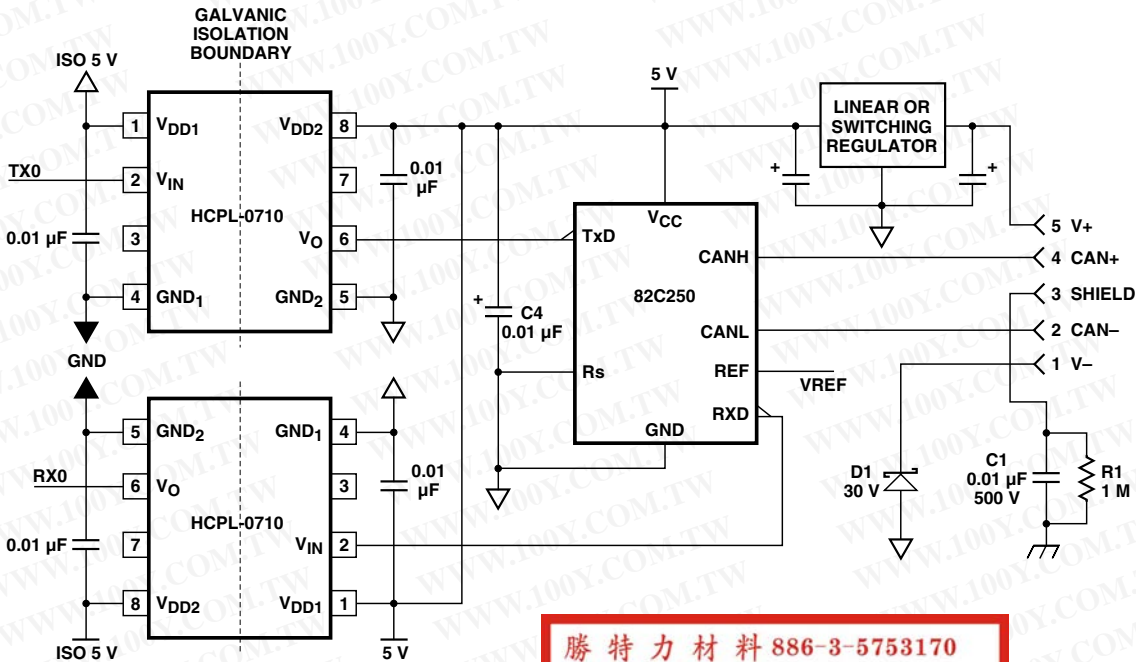 GALVANIC
ISOLATION
BOUNDARY
ISO 5 V
5 V
1 VDD1
VDD2 8
LINEAR OR
SWITCHING
REGULATOR
TX0
2 VIN
7
0.01
µF
+
+
HCPL-0710
VCC
0.01 µF
3
VO 6
TxD
5 V+
CANH
4 CAN+
4 GND1
GND2 5
82C250
3 SHIELD
+
C4
0.01 µF
CANL
2 CAN–
GND
1 V–
Rs
REF
VREF
RXD
5 GND2
GND1 4
GND
RX0
6 VO
3
0.01
µF
D1
30 V
C1
0.01 µF
500 V
R1
1 M
HCPL-0710
0.01 µF
7
VIN 2
8 VDD2
VDD1 1
ISO 5 V
5 V
勝特力材料 886-3-5753170
WWW.100Y.COM.TW